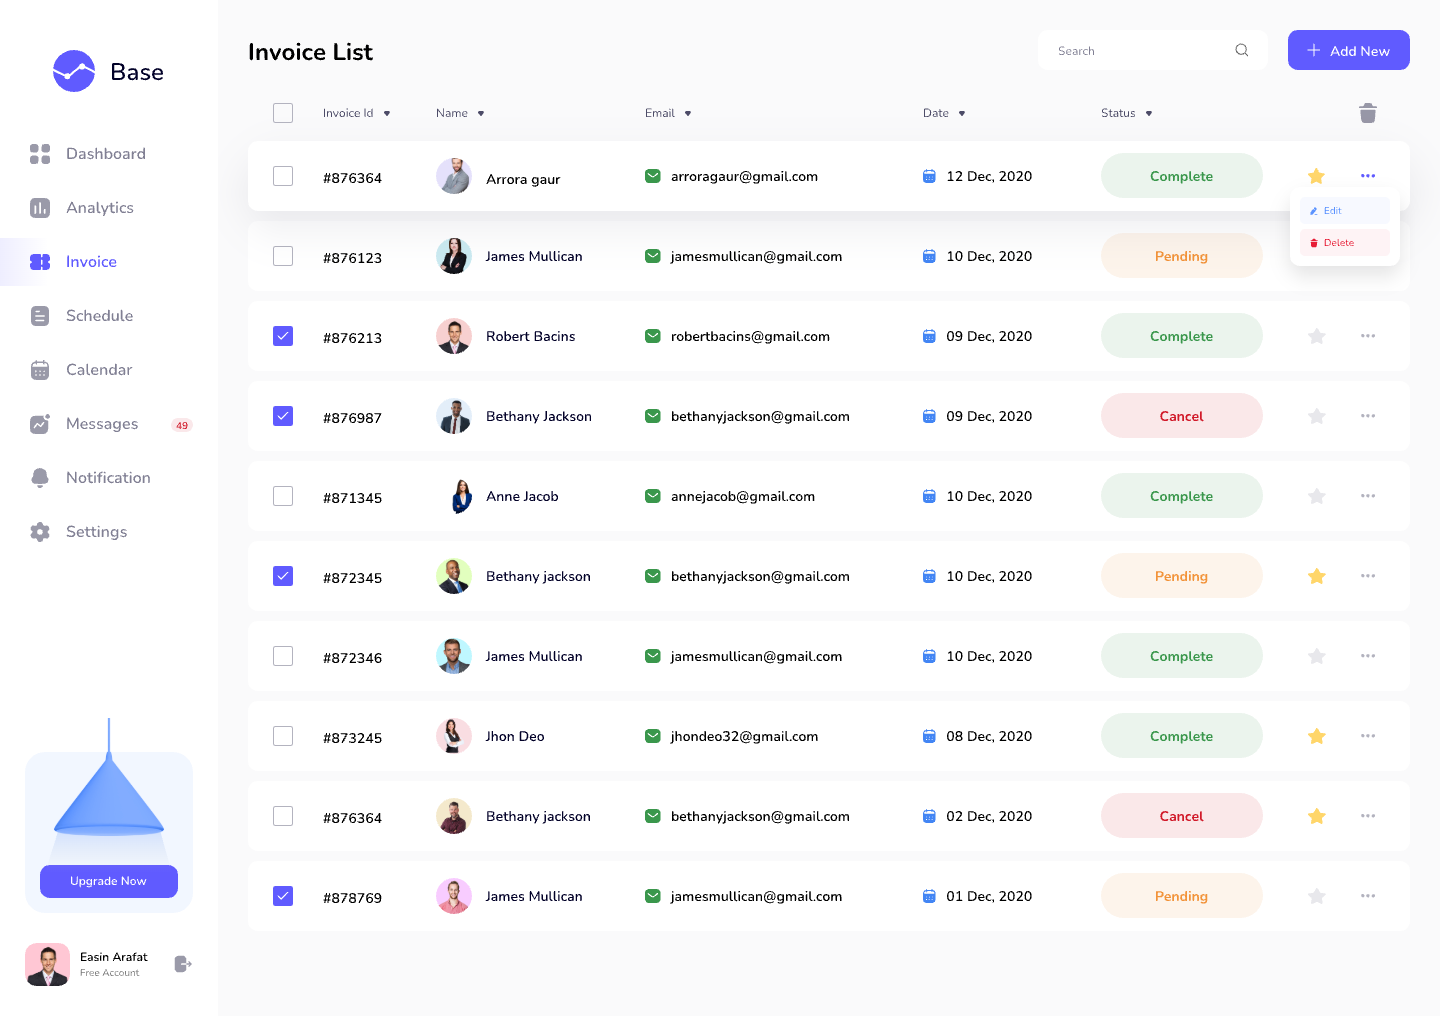 Base
Dashboard
Analytics
Invoice
Schedule
Calendar
Messages 49
Notification
Settings
Upgrade Now
Easin Arafat
Free Account
Invoice List
Search
Add New
Invoice Id Name Email Date Status
#876364 Arrora gaur arroragaur@gmail.com 12 Dec, 2020 Complete
Edit
Delete
#876123 James Mullican jamesmullican@gmail.com 10 Dec, 2020 Pending
#876213 Robert Bacins robertbacins@gmail.com 09 Dec, 2020 Complete
#876987 Bethany Jackson bethanyjackson@gmail.com 09 Dec, 2020 Cancel
#871345 Anne Jacob annejacob@gmail.com 10 Dec, 2020 Complete
#872345 Bethany jackson bethanyjackson@gmail.com 10 Dec, 2020 Pending
#872346 James Mullican jamesmullican@gmail.com 10 Dec, 2020 Complete
#873245 Jhon Deo jhondeo32@gmail.com 08 Dec, 2020 Complete
#876364 Bethany jackson bethanyjackson@gmail.com 02 Dec, 2020 Cancel
#878769 James Mullican jamesmullican@gmail.com 01 Dec, 2020 Pending